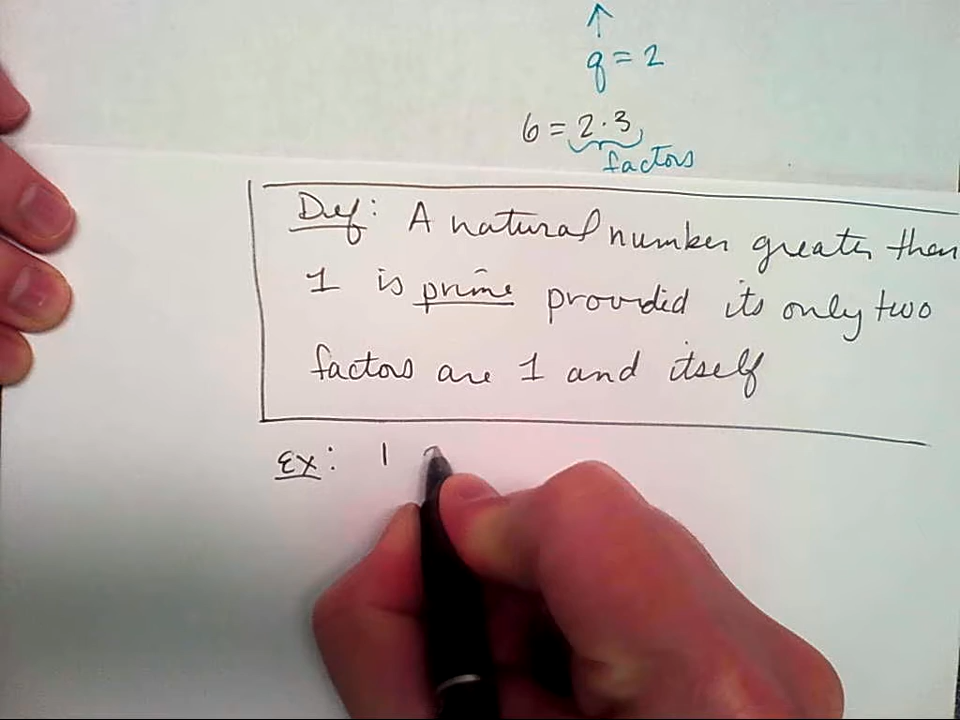 ↑
q = 2
6 = 2·3
factors
Def: A natural number greater than
1 is prime provided its only two
factors are 1 and itself
Ex: 1